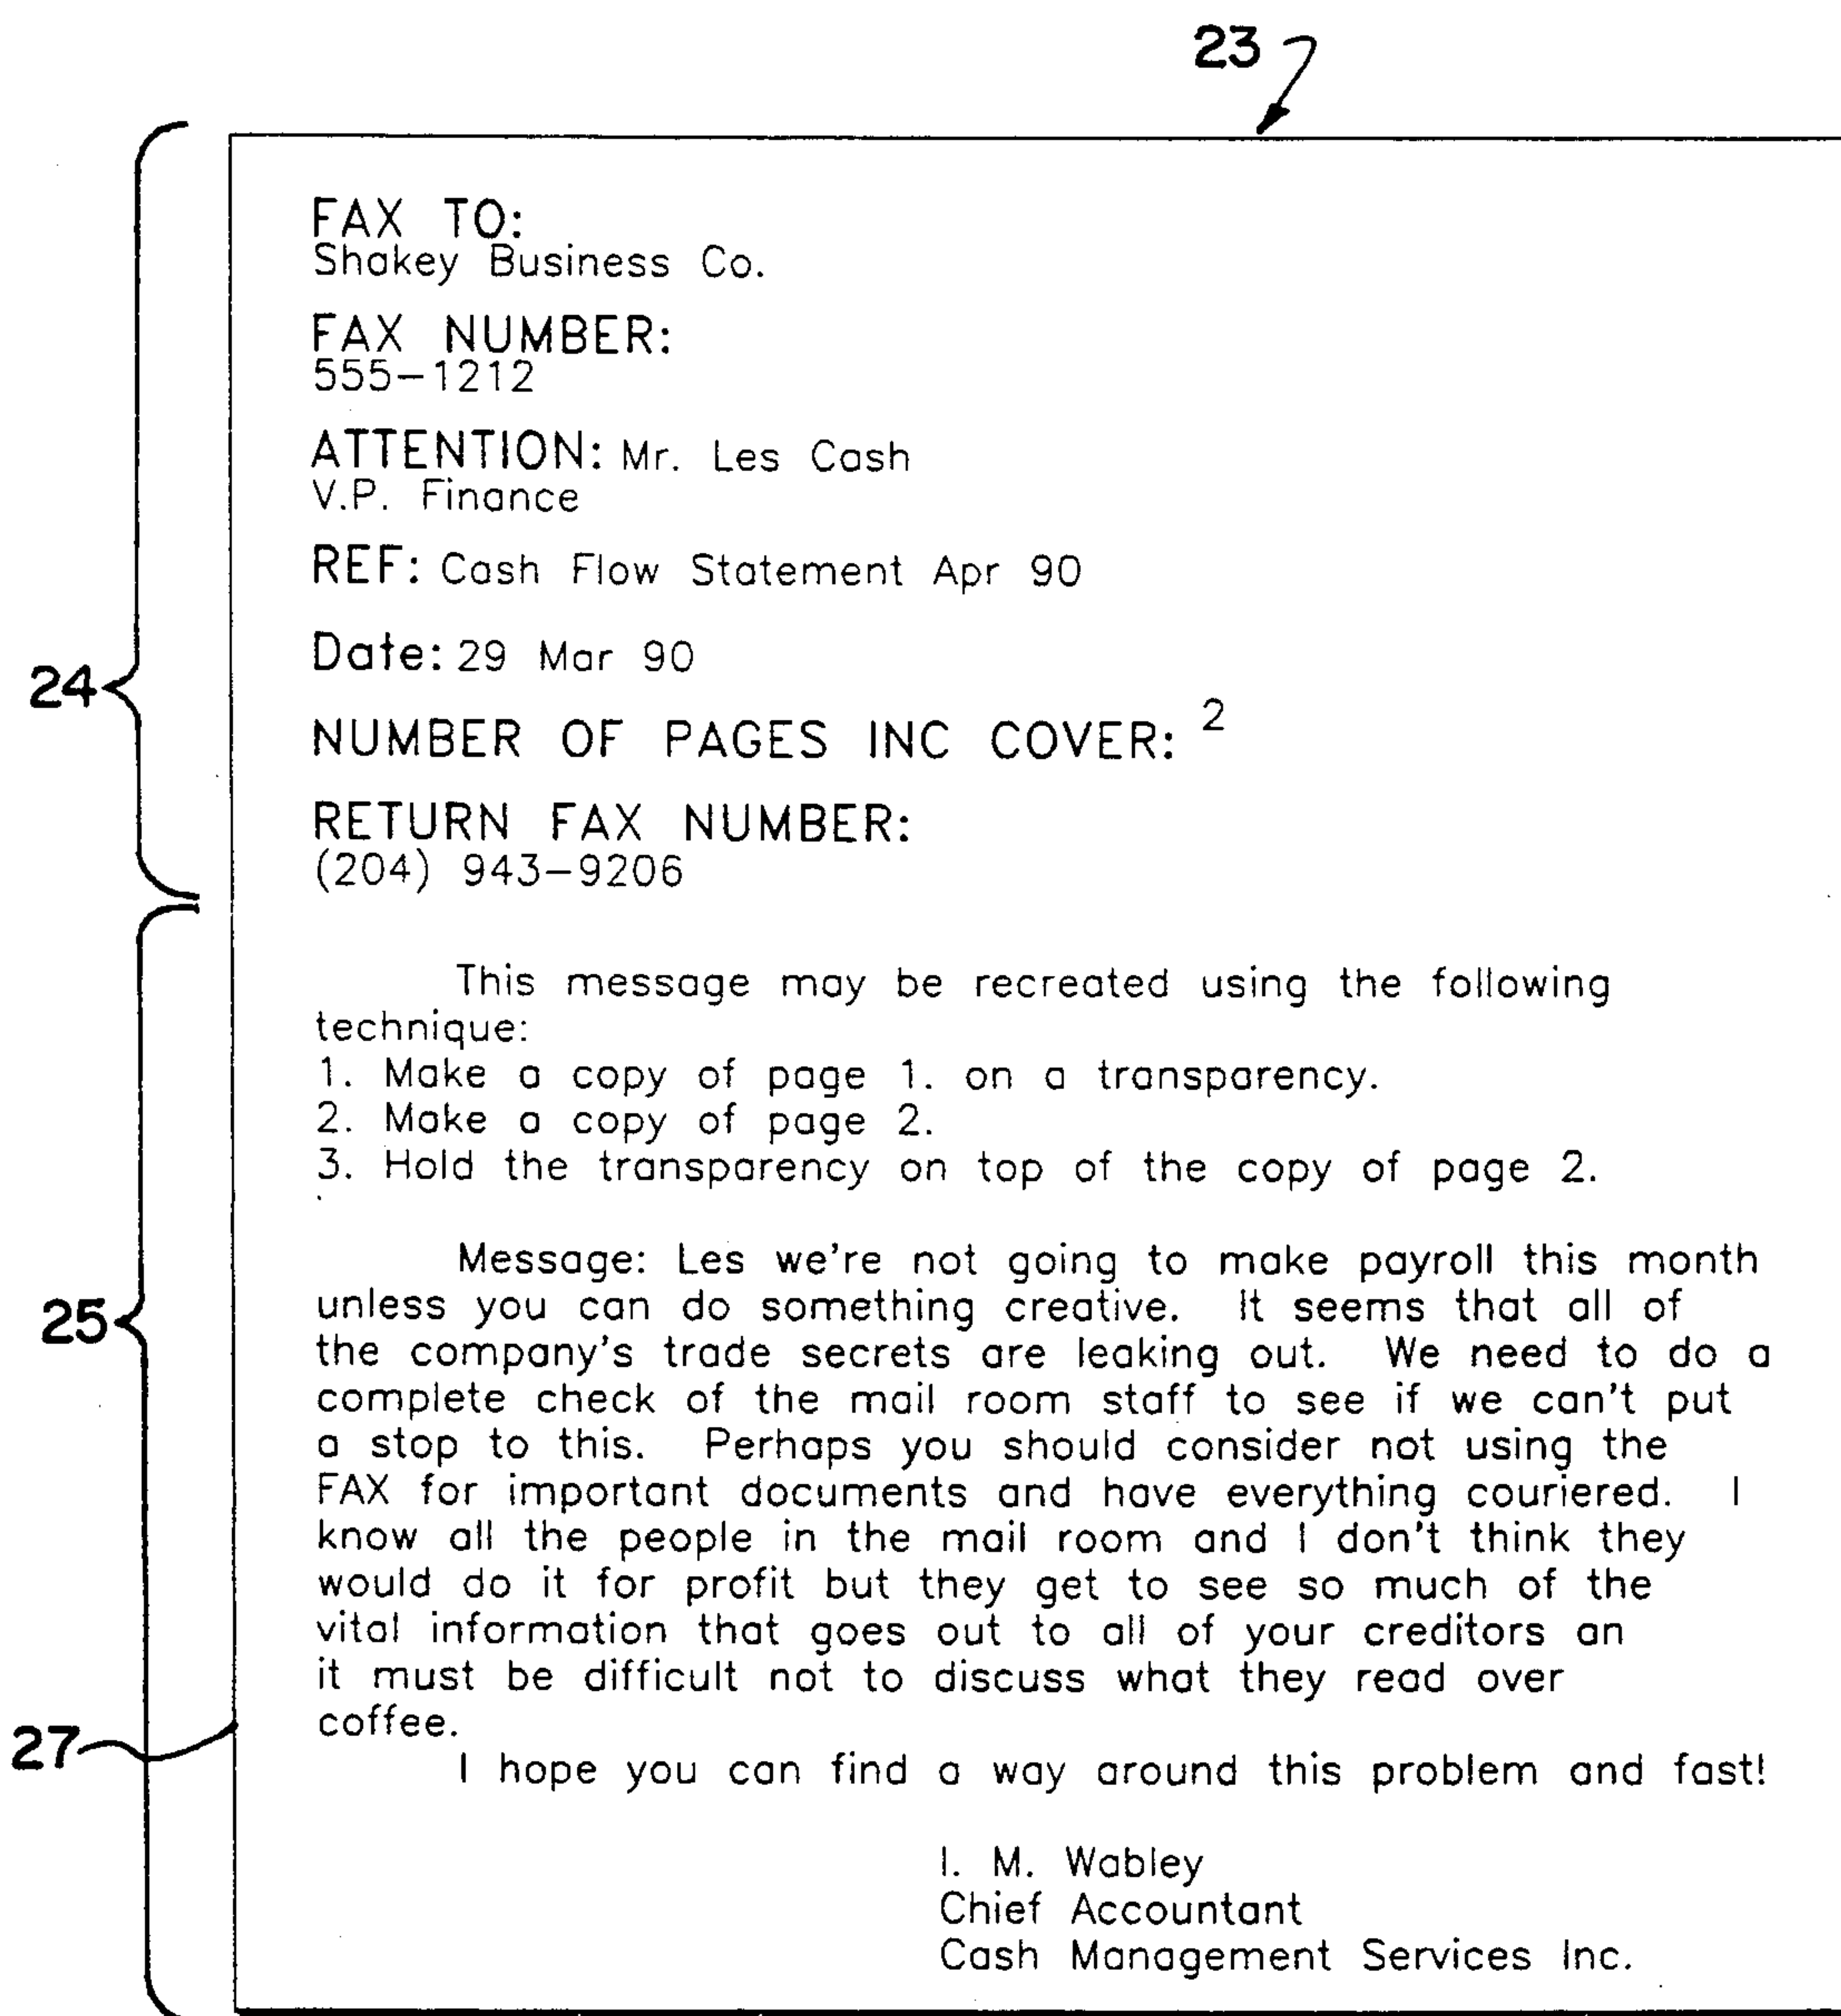 23
FAX TO:
Shakey Business Co.
FAX NUMBER:
555-1212
ATTENTION: Mr. Les Cash
V.P. Finance
REF: Cash Flow Statement Apr 90
Date: 29 Mar 90
24
NUMBER OF PAGES INC COVER: 2
RETURN FAX NUMBER:
(204) 943-9206
This message may be recreated using the following
technique:
1. Make a copy of page 1. on a transparency.
2. Make a copy of page 2.
3. Hold the transparency on top of the copy of page 2.
Message: Les we're not going to make payroll this month
unless you can do something creative. It seems that all of
25
the company's trade secrets are leaking out. We need to do a
complete check of the mail room staff to see if we can't put
a stop to this. Perhaps you should consider not using the
FAX for important documents and have everything couriered. I
know all the people in the mail room and I don't think they
would do it for profit but they get to see so much of the
vital information that goes out to all of your creditors an
it must be difficult not to discuss what they read over
coffee.
27
I hope you can find a way around this problem and fast!
I. M. Wabley
Chief Accountant
Cash Management Services Inc.